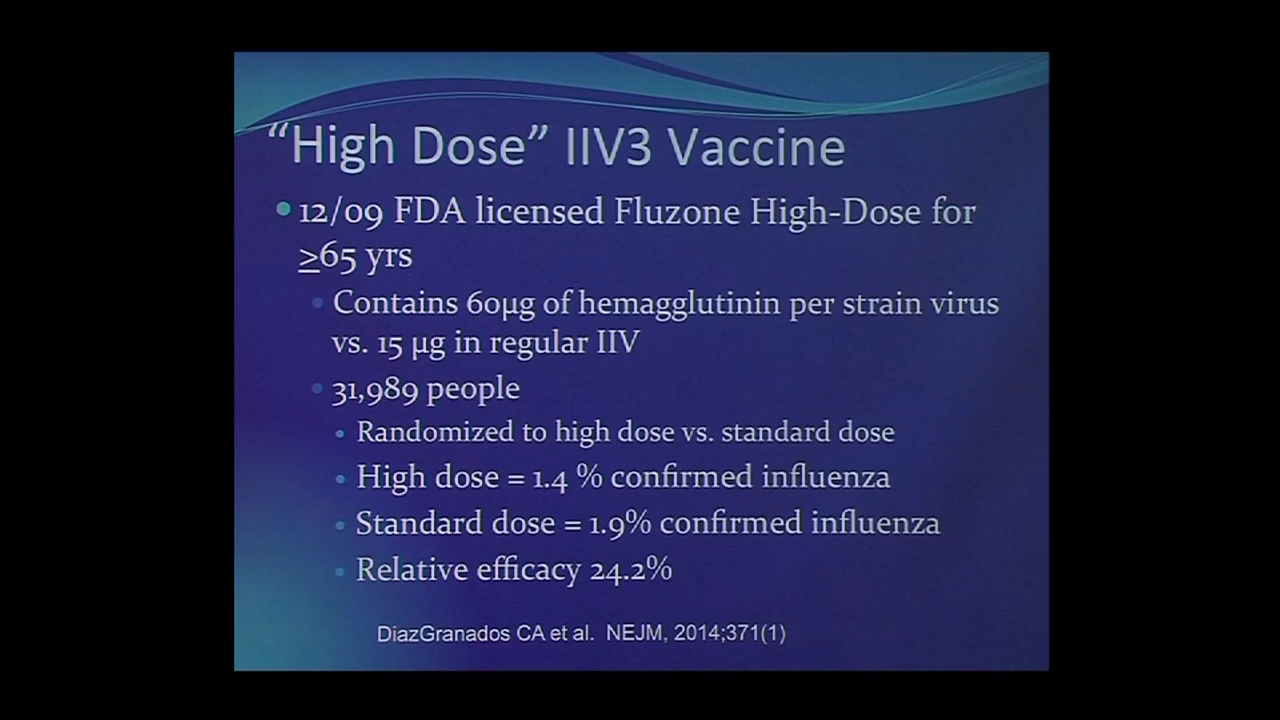 “High Dose” IIV3 Vaccine
12/09 FDA licensed Fluzone High-Dose for
≥65 yrs
Contains 60µg of hemagglutinin per strain virus
vs. 15 µg in regular IIV
31,989 people
Randomized to high dose vs. standard dose
High dose = 1.4 % confirmed influenza
Standard dose = 1.9% confirmed influenza
Relative efficacy 24.2%
DiazGranados CA et al. NEJM, 2014;371(1)